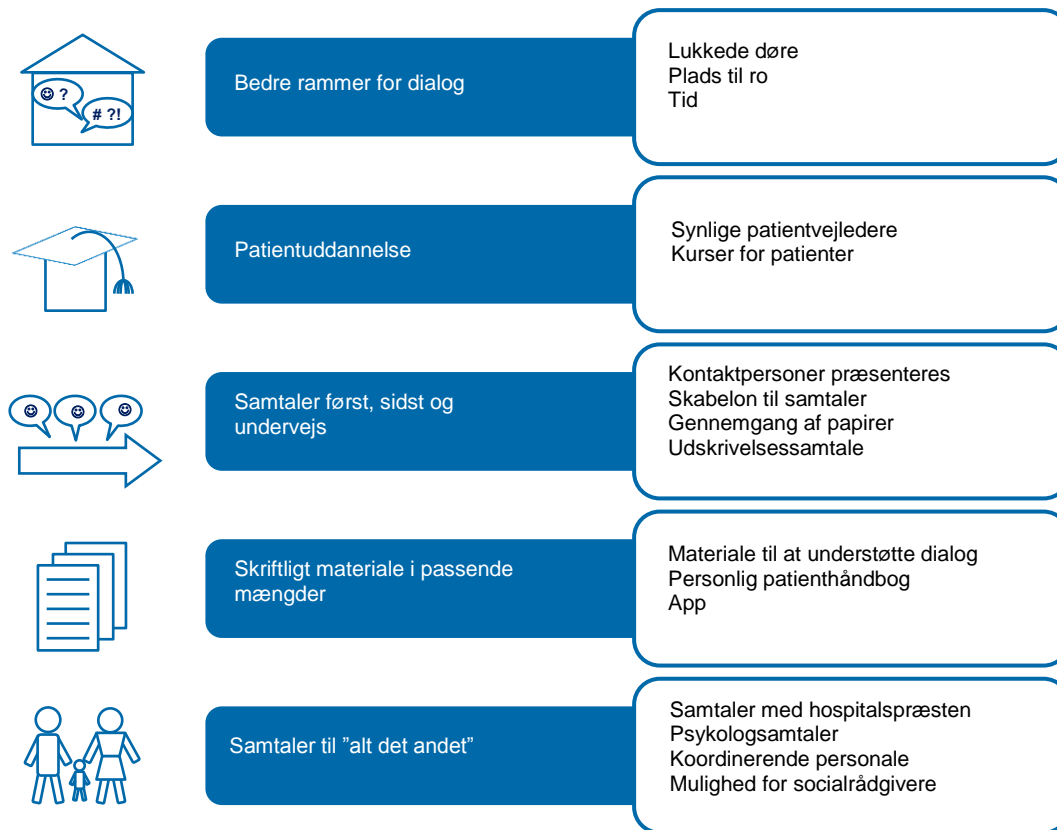 ☺ ?
# ?!
Bedre rammer for dialog
Lukkede døre
Plads til ro
Tid
Patientuddannelse
Synlige patientvejledere
Kurser for patienter
☺ ☺ ☺
Samtaler først, sidst og
undervejs
Kontaktpersoner præsenteres
Skabelon til samtaler
Gennemgang af papirer
Udskrivelsessamtale
Skriftligt materiale i passende
mængder
Materiale til at understøtte dialog
Personlig patienthåndbog
App
Samtaler til ”alt det andet”
Samtaler med hospitalspræsten
Psykologsamtaler
Koordinerende personale
Mulighed for socialrådgivere